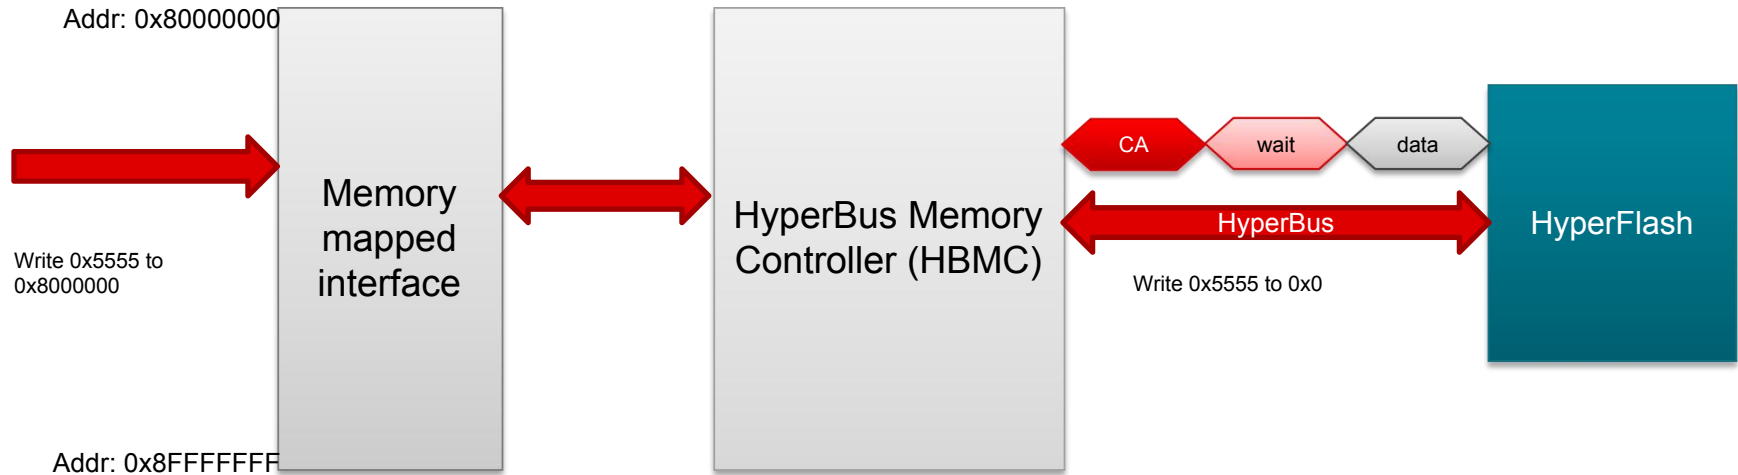 Addr: 0x80000000
CA
wait
data
Memory
mapped
interface
HyperBus Memory
Controller (HBMC)
HyperBus
HyperFlash
Write 0x5555 to
0x8000000
Write 0x5555 to 0x0
Addr: 0x8FFFFFFF